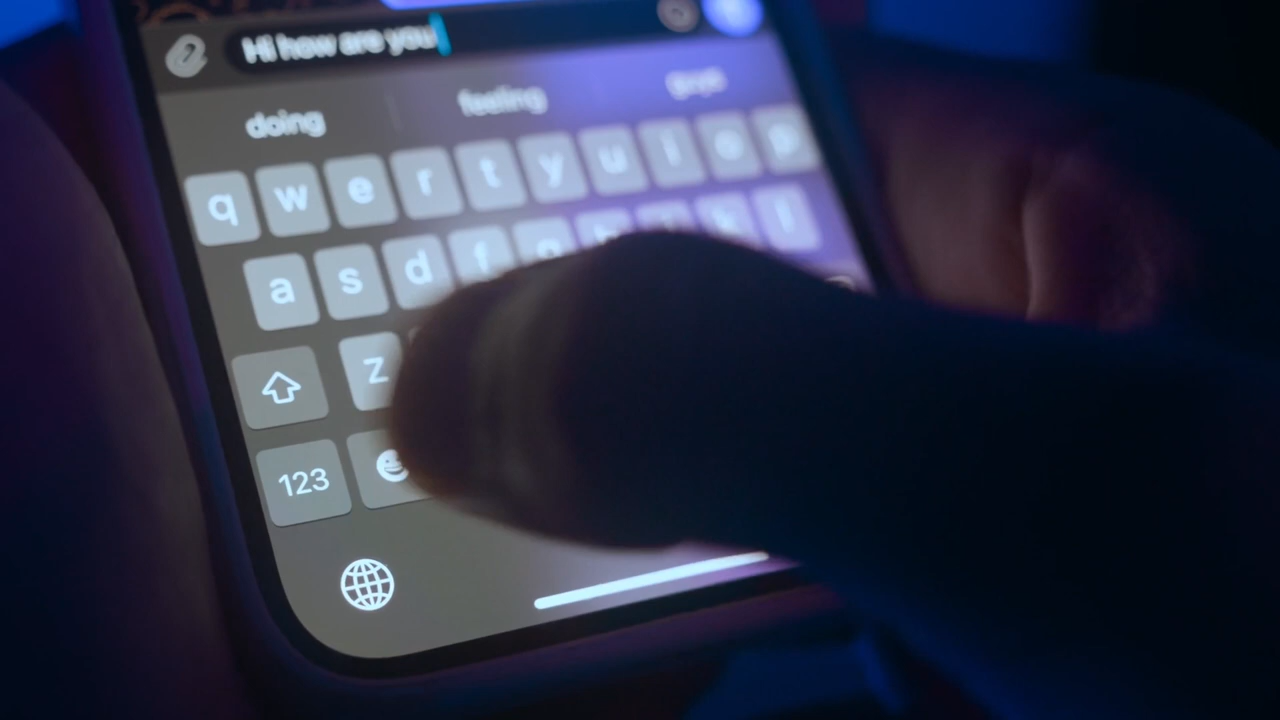 Hi how are you
doing feeling guys
q w e r t y u i o p
a s d f g h j k l
z
123